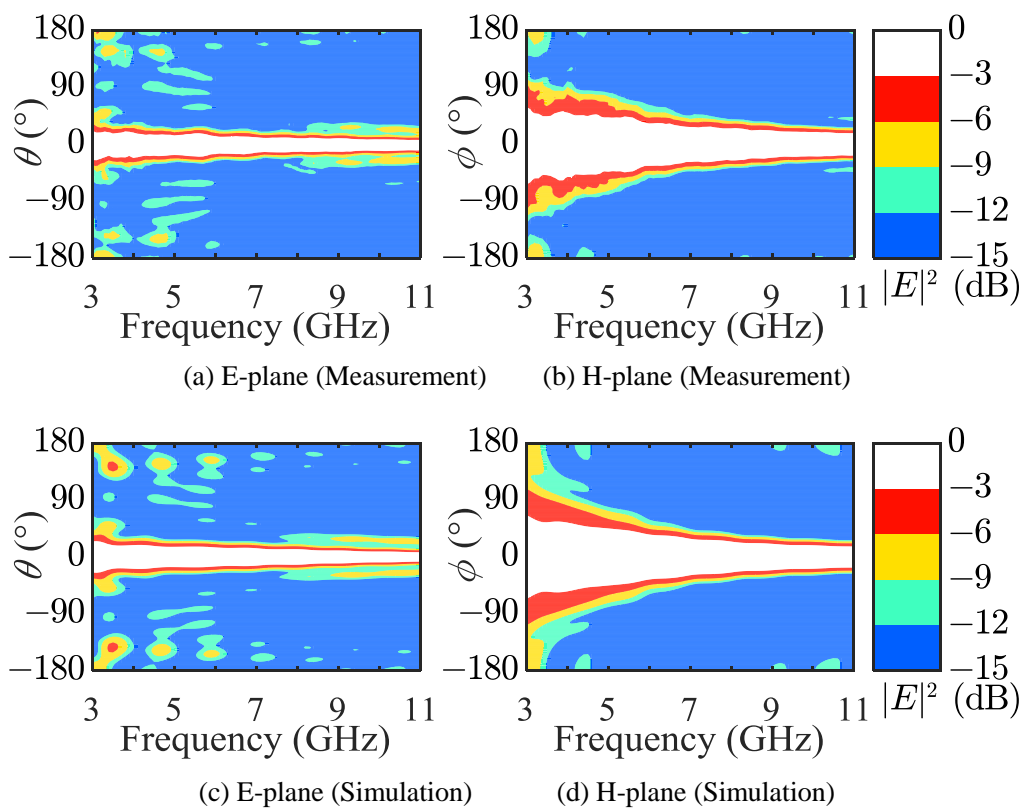 180
90
0
−90
−180
θ (°)
3 5 7 9 11
Frequency (GHz)
(a) E-plane (Measurement)
180
90
0
−90
−180
ϕ (°)
3 5 7 9 11
Frequency (GHz)
(b) H-plane (Measurement)
0
−3
−6
−9
−12
−15
|E|² (dB)
180
90
0
−90
−180
θ (°)
3 5 7 9 11
Frequency (GHz)
(c) E-plane (Simulation)
180
90
0
−90
−180
ϕ (°)
3 5 7 9 11
Frequency (GHz)
(d) H-plane (Simulation)
0
−3
−6
−9
−12
−15
|E|² (dB)